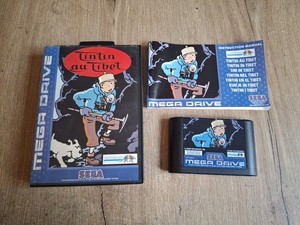 Tintin
au Tibet
MEGA DRIVE
SEGA
INSTRUCTION MANUAL
TINTIN AU TIBET
TINTIN IN TIBET
TIM IN TIBET
TINTIN NEL TIBET
TINTIN EN EL TIBET
KUIFJE IN TIBET
TINTIN I TIBET
SEGA
SEGA
MEGA DRIVE